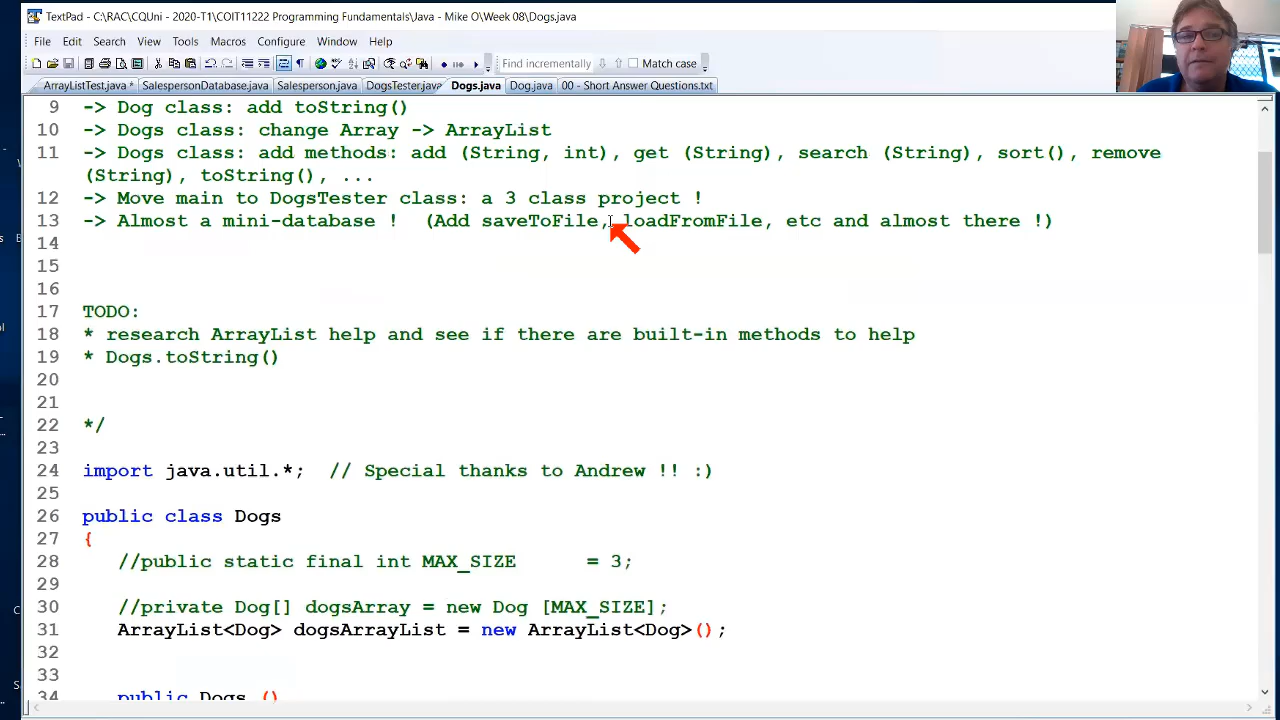 TextPad - C:\RAC\CQUni - 2020-T1\COIT11222 Programming Fundamentals\Java - Mike O\Week 08\Dogs.java
File Edit Search View Tools Macros Configure Window Help
Find incrementally Match case
ArrayListTest.java * SalespersonDatabase.java Salesperson.java DogsTester.java Dogs.java Dog.java 00 - Short Answer Questions.txt
9 -> Dog class: add toString()
10 -> Dogs class: change Array -> ArrayList
11 -> Dogs class: add methods: add (String, int), get (String), search (String), sort(), remove
(String), toString(), ...
12 -> Move main to DogsTester class: a 3 class project !
13 -> Almost a mini-database ! (Add saveToFile, loadFromFile, etc and almost there !)
14
15
16
17 TODO:
18 * research ArrayList help and see if there are built-in methods to help
19 * Dogs.toString()
20
21
22 */
23
24 import java.util.*; // Special thanks to Andrew !! :)
25
26 public class Dogs
27 {
28 //public static final int MAX_SIZE = 3;
29
30 //private Dog[] dogsArray = new Dog [MAX_SIZE];
31 ArrayList<Dog> dogsArrayList = new ArrayList<Dog>();
32
33
34 public Dogs ()